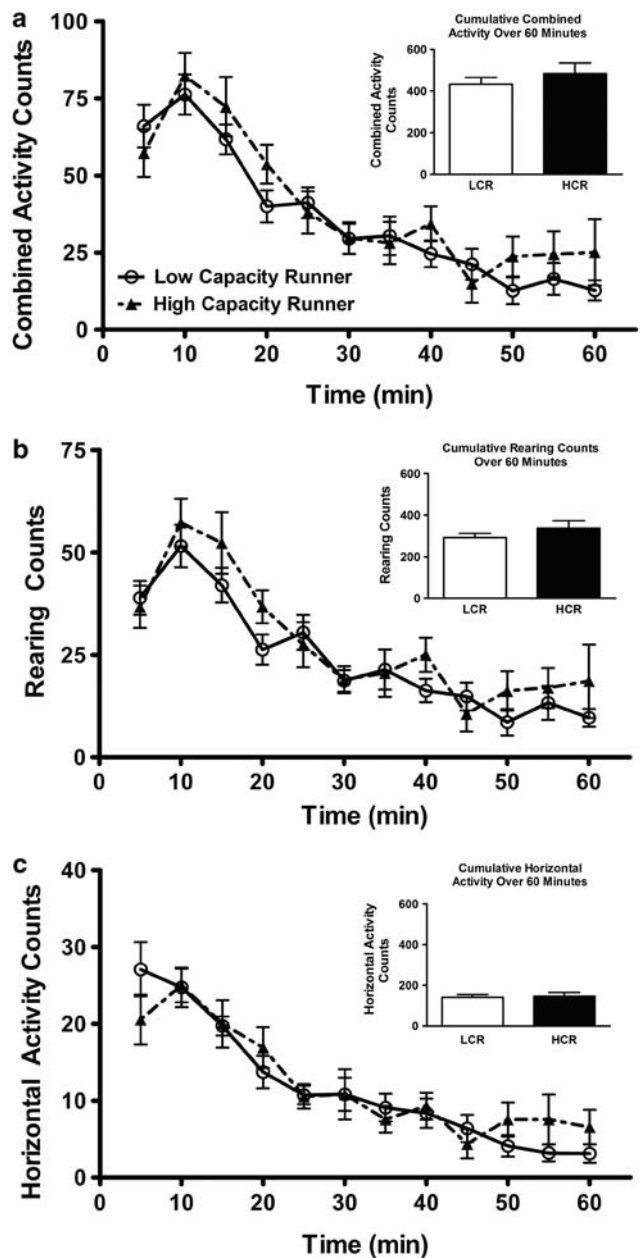 a
Combined Activity Counts
100
75
50
25
0
Low Capacity Runner
High Capacity Runner
0 10 20 30 40 50 60
Time (min)
Cumulative Combined
Activity Over 60 Minutes
Combined Activity
Counts
600
400
200
0
LCR HCR
b
Rearing Counts
75
50
25
0
0 10 20 30 40 50 60
Time (min)
Cumulative Rearing Counts
Over 60 Minutes
Rearing Counts
600
400
200
0
LCR HCR
c
Horizontal Activity Counts
40
30
20
10
0
0 10 20 30 40 50 60
Time (min)
Cumulative Horizontal
Activity Over 60 Minutes
Horizontal Activity
Counts
600
400
200
0
LCR HCR